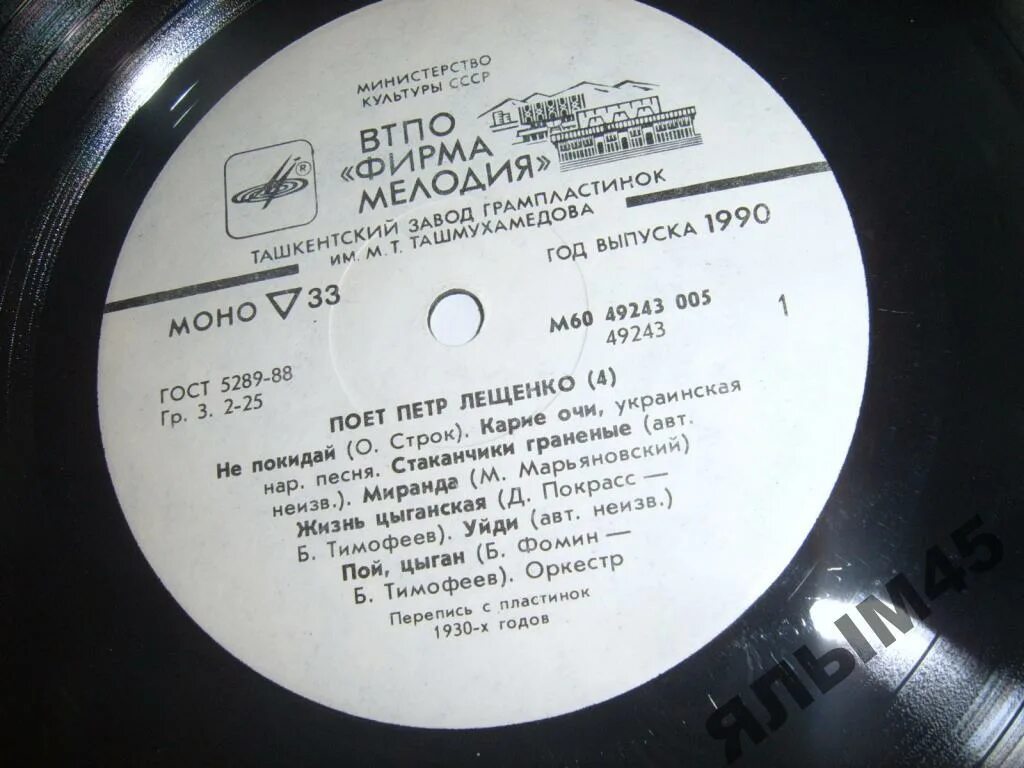 МИНИСТЕРСТВО
КУЛЬТУРЫ СССР
ВТПО
«ФИРМА
МЕЛОДИЯ»
®
ТАШКЕНТСКИЙ ЗАВОД ГРАМПЛАСТИНОК
ИМ. М. Т. ТАШМУХАМЕДОВА
ГОД ВЫПУСКА 1990
МОНО 33
М60 49243 005
49243
1
ГОСТ 5289-88
Гр. 3. 2-25
ПОЕТ ПЕТР ЛЕЩЕНКО (4)
Не покидай (О. Строк). Карие очи, украинская
нар. песня. Стаканчики граненые (авт.
неизв.). Миранда (М. Марьяновский)
Жизнь цыганская (Д. Покрасс —
Б. Тимофеев). Уйди (авт. неизв.)
Пой, цыган (Б. Фомин —
Б. Тимофеев). Оркестр
Перепись с пластинок
1930-х годов
ЯЛЫМ45